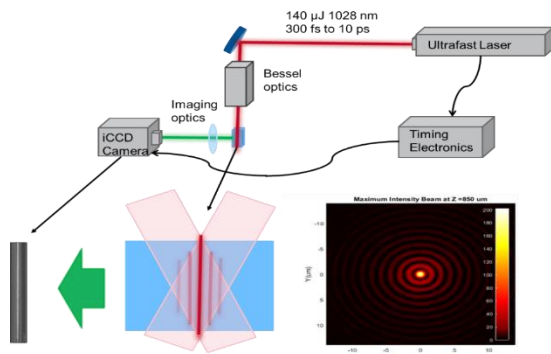 140 µJ 1028 nm
300 fs to 10 ps
Ultrafast Laser
Bessel
optics
Imaging
optics
iCCD
Camera
Timing
Electronics
Maximum Intensity Beam at Z =850 um
200
180
160
140
120
100
80
60
40
20
0
-10
-5
0
5
10
Y(um)
-10
-5
0
5